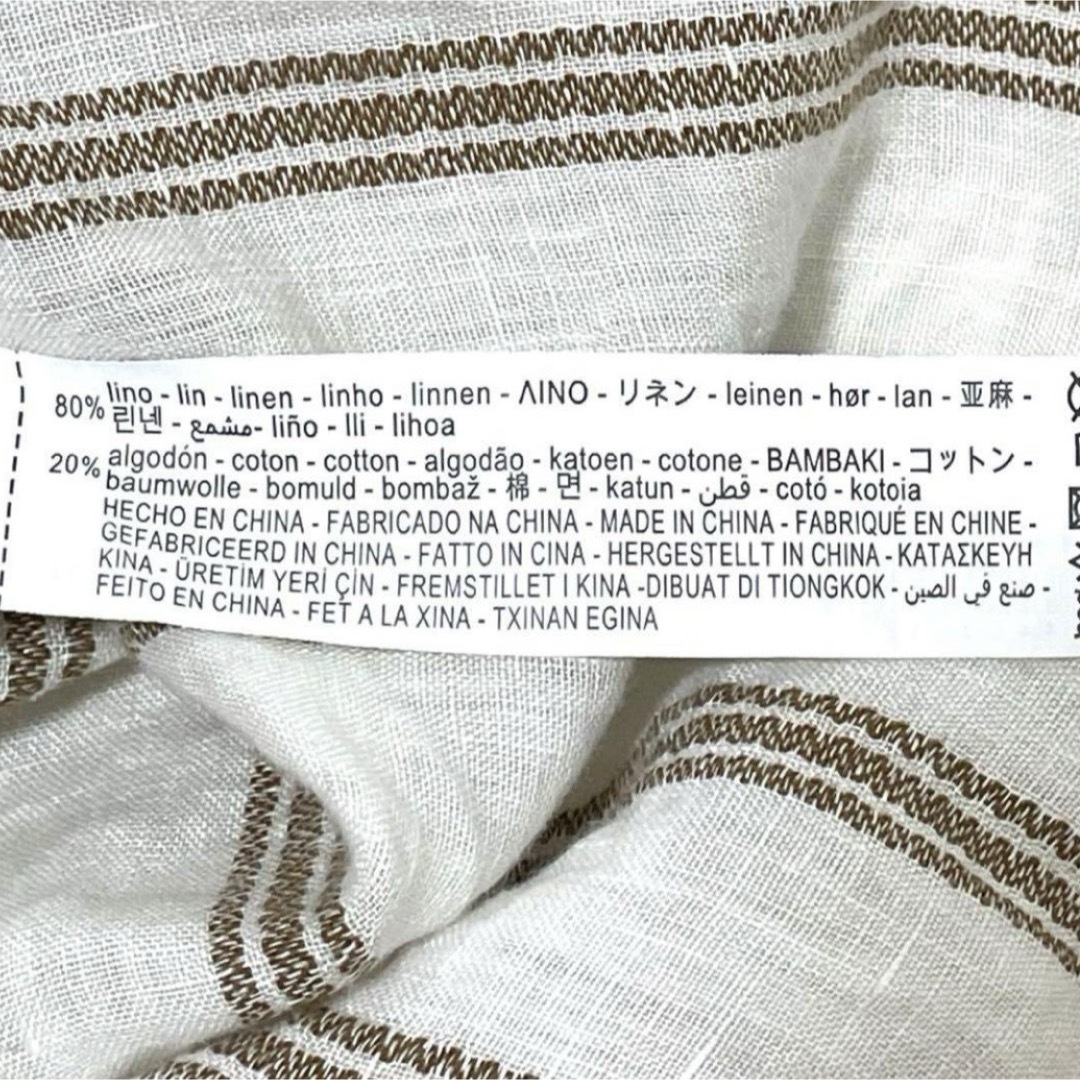 80% lino - lin - linen - linho - linnen - ΛΙΝΟ - リネン - leinen - hør - lan - 亚麻 -
린넨 - مشمع - liño - lli - lihoa
20% algodón - coton - cotton - algodão - katoen - cotone - BAMBAKI - コットン -
baumwolle - bomuld - bombaž - 棉 - 면 - katun - قطن - cotó - kotoia
HECHO EN CHINA - FABRICADO NA CHINA - MADE IN CHINA - FABRIQUÉ EN CHINE -
GEFABRICEERD IN CHINA - FATTO IN CINA - HERGESTELLT IN CHINA - ΚΑΤΑΣΚΕΥΗ
ΚΙΝΑ - ÜRETİM YERİ ÇİN - FREMSTILLET I KINA -DIBUAT DI TIONGKOK - صنع في الصين -
FEITO EN CHINA - FET A LA XINA - TXINAN EGINA